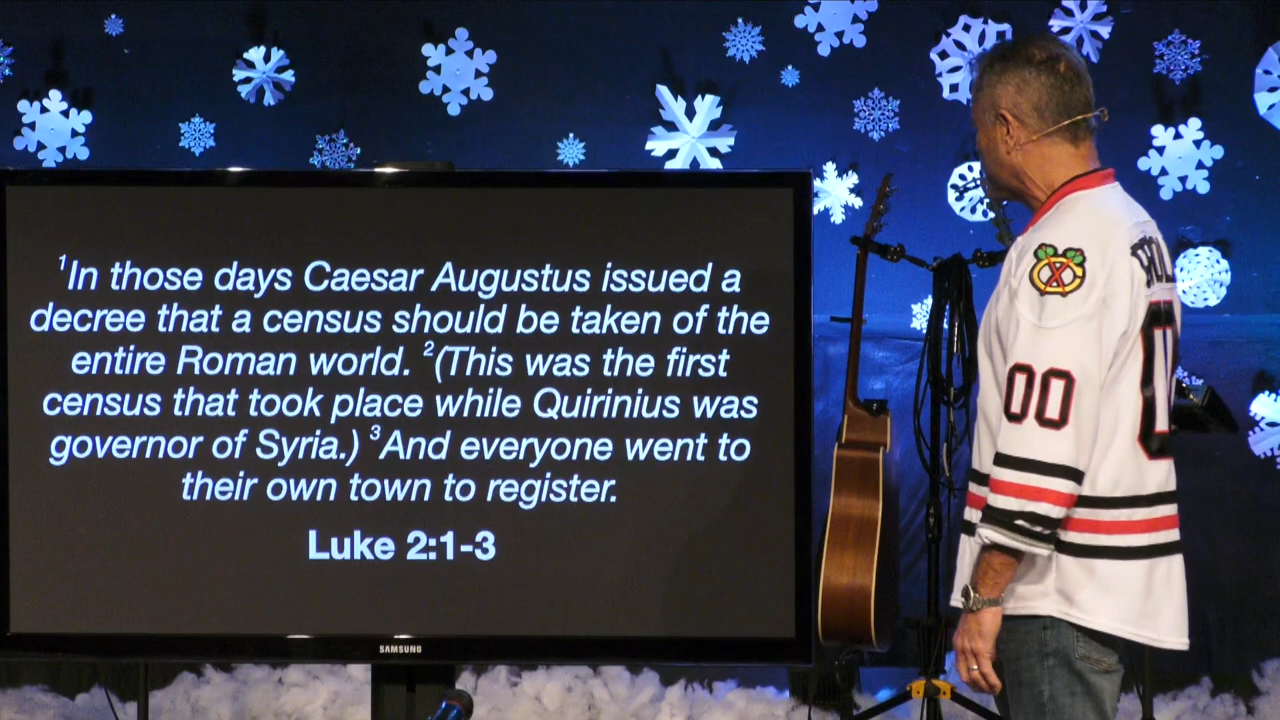 ¹In those days Caesar Augustus issued a
decree that a census should be taken of the
entire Roman world. ²(This was the first
census that took place while Quirinius was
governor of Syria.) ³And everyone went to
their own town to register.
Luke 2:1-3
SAMSUNG
00